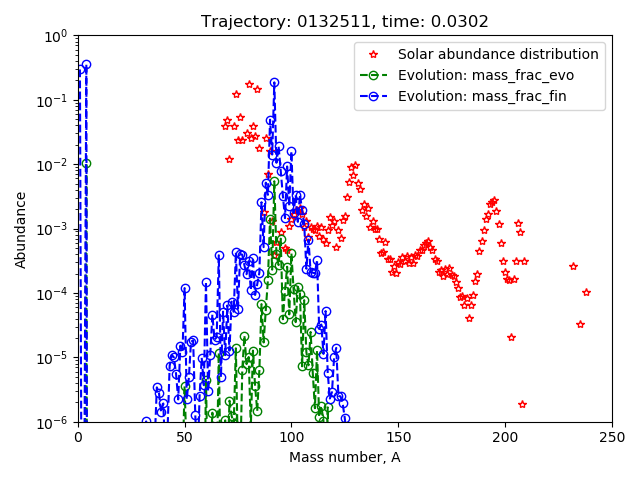 Trajectory: 0132511, time: 0.0302
Solar abundance distribution
Evolution: mass_frac_evo
Evolution: mass_frac_fin
Abundance
10^0
10^-1
10^-2
10^-3
10^-4
10^-5
10^-6
0 50 100 150 200 250
Mass number, A